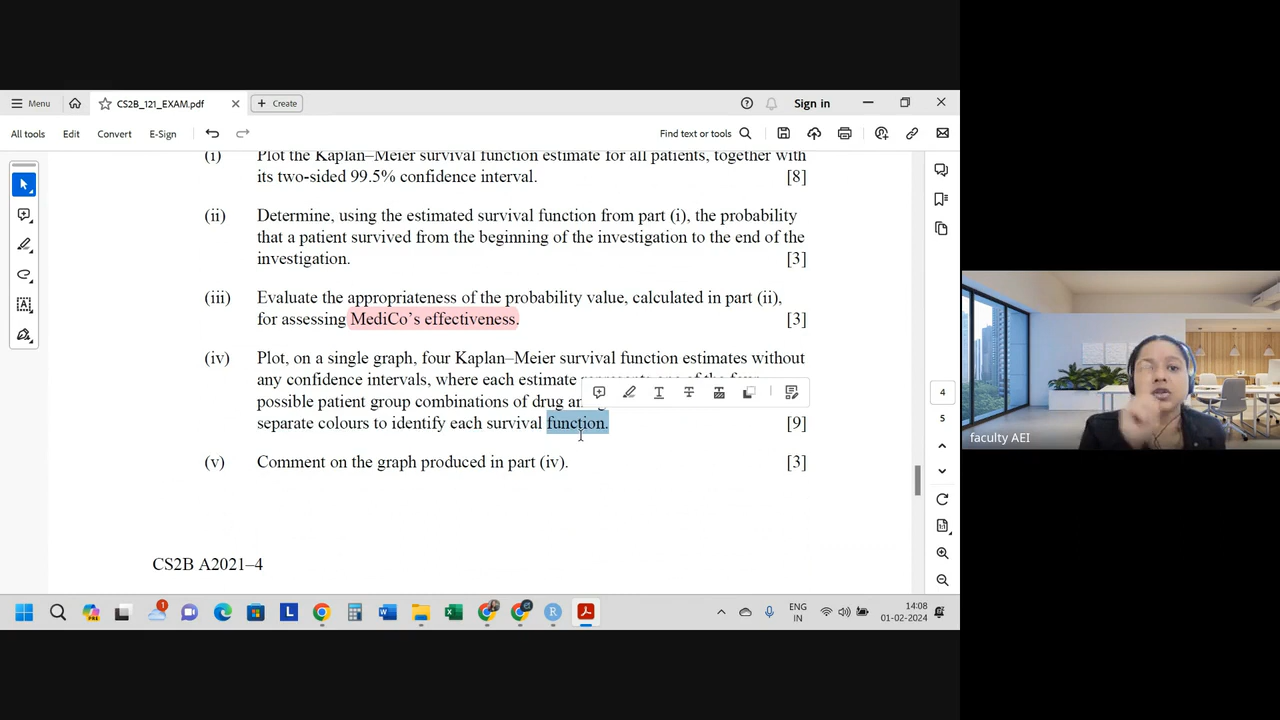 Menu
CS2B_121_EXAM.pdf
Create
Sign in
All tools
Edit
Convert
E-Sign
Find text or tools
(i) Plot the Kaplan–Meier survival function estimate for all patients, together with
its two-sided 99.5% confidence interval. [8]
(ii) Determine, using the estimated survival function from part (i), the probability
that a patient survived from the beginning of the investigation to the end of the
investigation. [3]
(iii) Evaluate the appropriateness of the probability value, calculated in part (ii),
for assessing MediCo’s effectiveness. [3]
(iv) Plot, on a single graph, four Kaplan–Meier survival function estimates without
any confidence intervals, where each estimate
possible patient group combinations of drug
separate colours to identify each survival function. [9]
(v) Comment on the graph produced in part (iv). [3]
CS2B A2021–4
4
5
faculty AEI
1
ENG
IN
14:08
01-02-2024